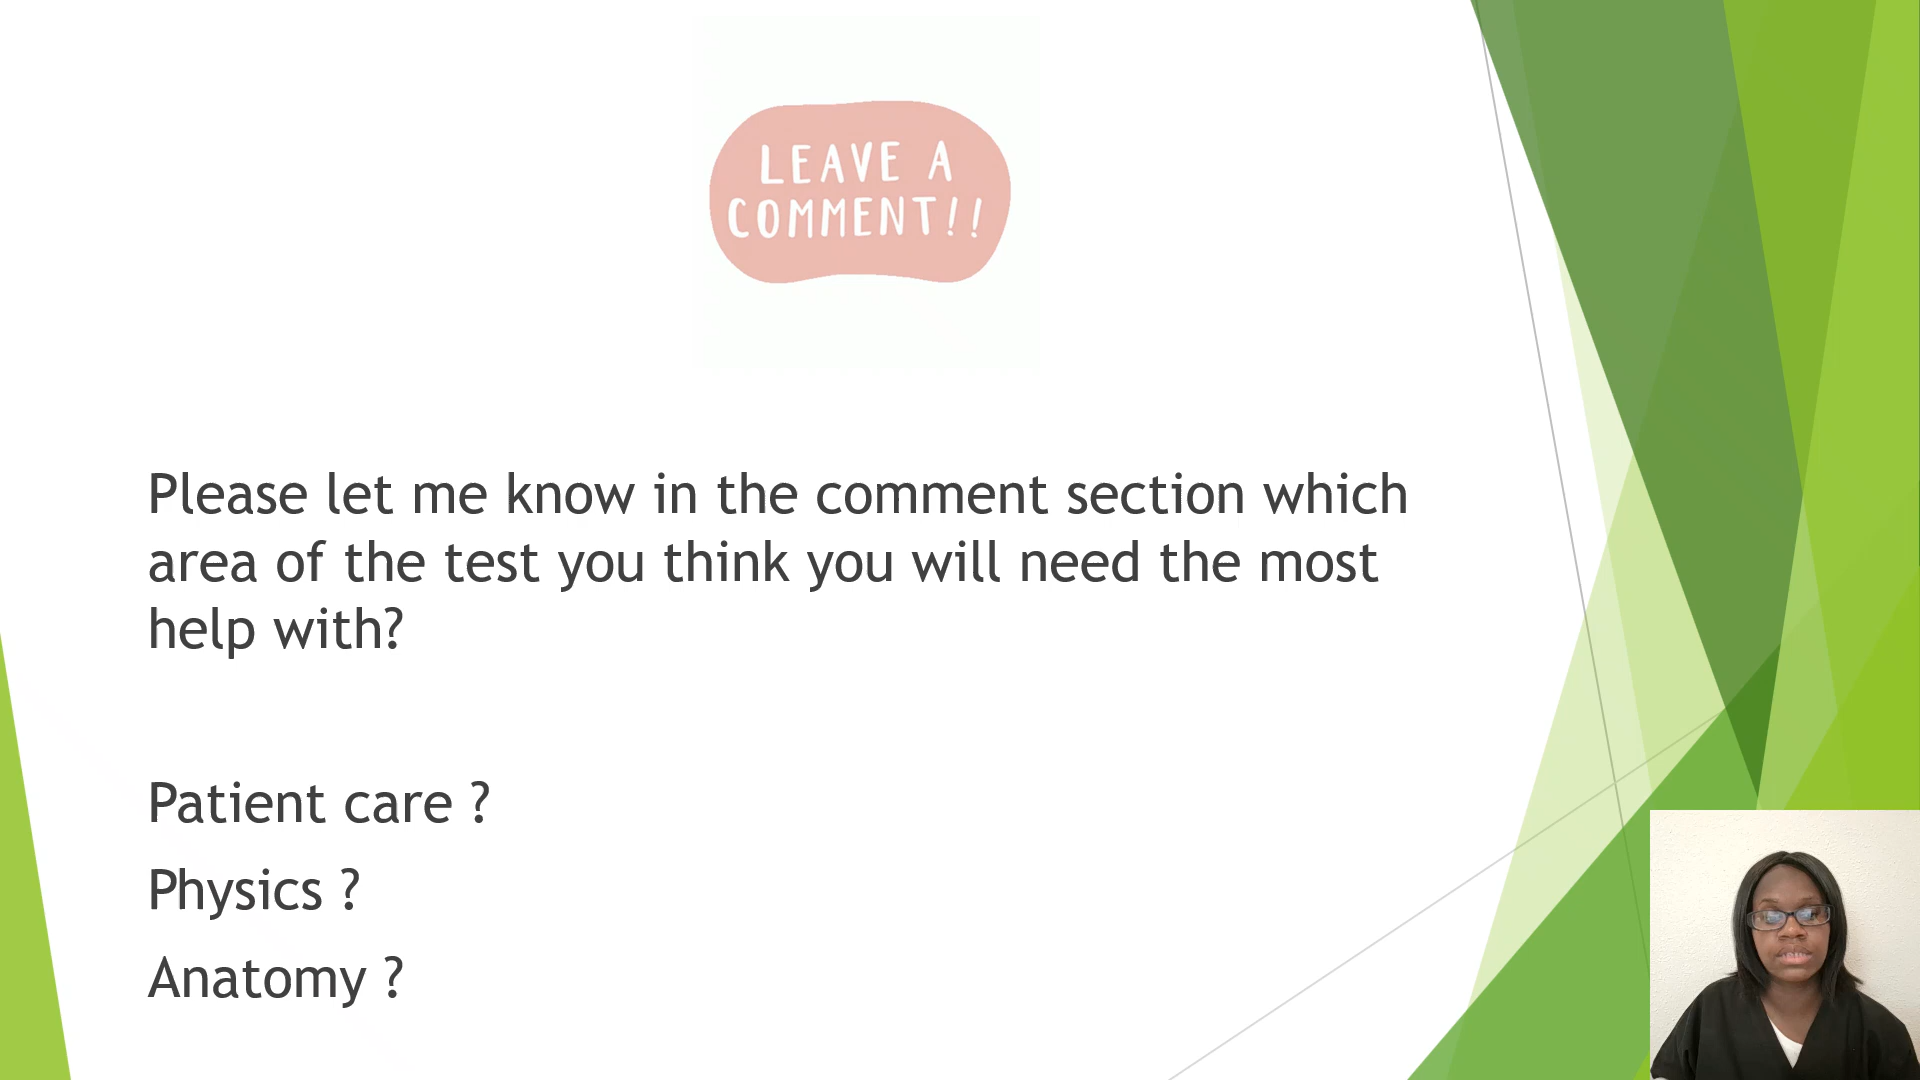 LEAVE A
COMMENT!!
Please let me know in the comment section which
area of the test you think you will need the most
help with?
Patient care ?
Physics ?
Anatomy ?